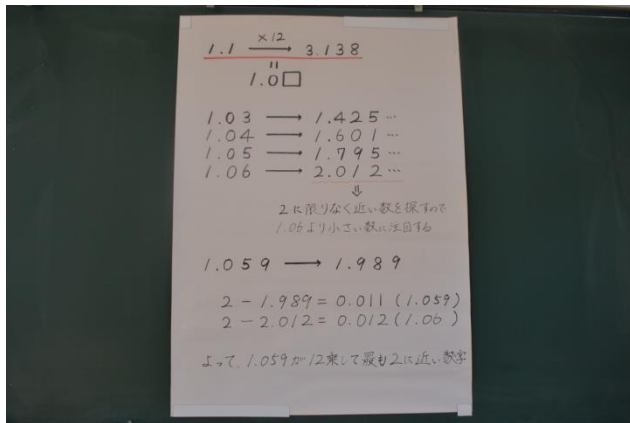 ×12
1.1 → 3.138
॥
1.0□
1.03 → 1.425…
1.04 → 1.601…
1.05 → 1.795…
1.06 → 2.012…
⇓
2に限りなく近い数を探すので
1.06より小さい数に注目する
1.059 → 1.989
2-1.989=0.011(1.059)
2-2.012=0.012(1.06)
よって、1.059が12乗して最も2に近い数字